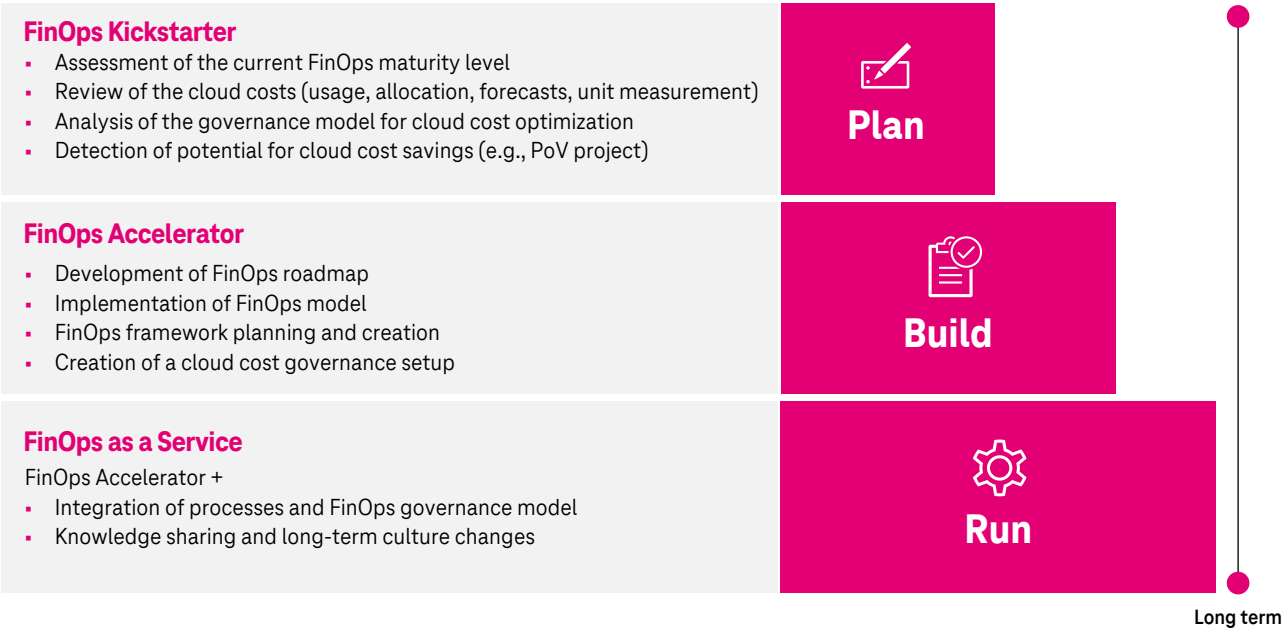 FinOps Kickstarter
▪ Assessment of the current FinOps maturity level
▪ Review of the cloud costs (usage, allocation, forecasts, unit measurement)
▪ Analysis of the governance model for cloud cost optimization
▪ Detection of potential for cloud cost savings (e.g., PoV project)
Plan
FinOps Accelerator
▪ Development of FinOps roadmap
▪ Implementation of FinOps model
▪ FinOps framework planning and creation
▪ Creation of a cloud cost governance setup
Build
FinOps as a Service
FinOps Accelerator +
▪ Integration of processes and FinOps governance model
▪ Knowledge sharing and long-term culture changes
Run
Long term